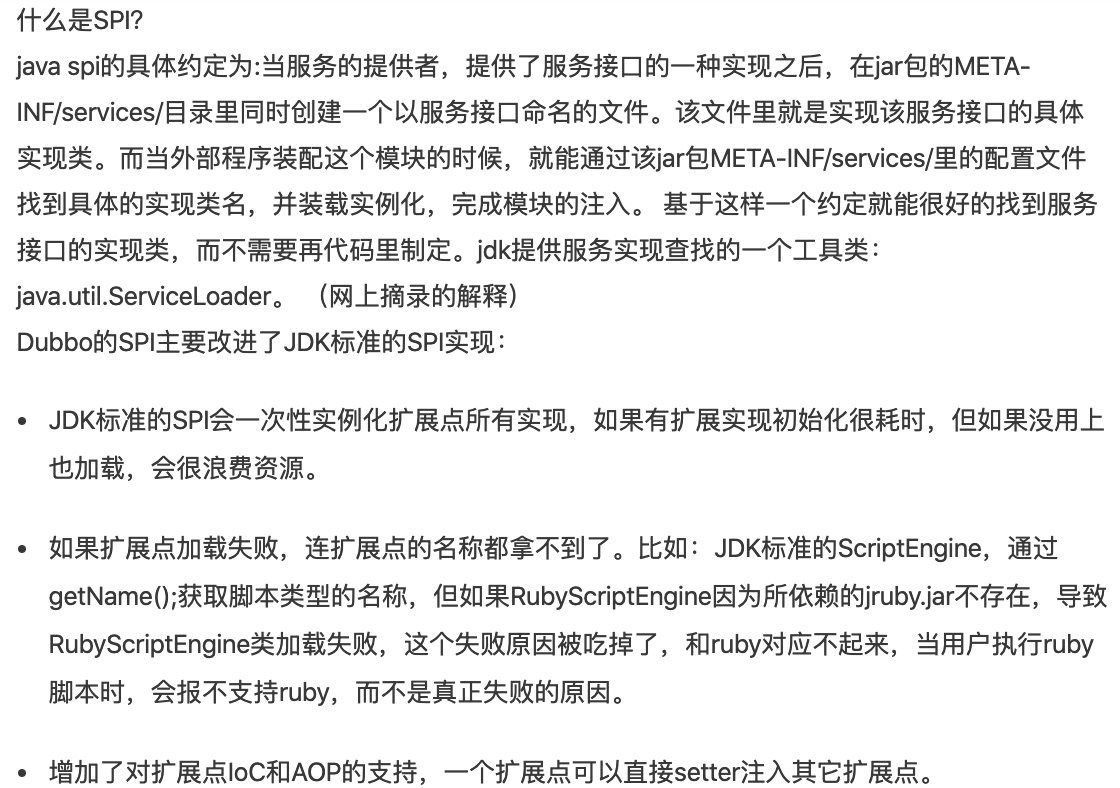 什么是SPI?
java spi的具体约定为:当服务的提供者，提供了服务接口的一种实现之后，在jar包的META-
INF/services/目录里同时创建一个以服务接口命名的文件。该文件里就是实现该服务接口的具体
实现类。而当外部程序装配这个模块的时候，就能通过该jar包META-INF/services/里的配置文件
找到具体的实现类名，并装载实例化，完成模块的注入。 基于这样一个约定就能很好的找到服务
接口的实现类，而不需要再代码里制定。jdk提供服务实现查找的一个工具类：
java.util.ServiceLoader。 （网上摘录的解释）
Dubbo的SPI主要改进了JDK标准的SPI实现：
• JDK标准的SPI会一次性实例化扩展点所有实现，如果有扩展实现初始化很耗时，但如果没用上
也加载，会很浪费资源。
• 如果扩展点加载失败，连扩展点的名称都拿不到了。比如：JDK标准的ScriptEngine，通过
getName();获取脚本类型的名称，但如果RubyScriptEngine因为所依赖的jruby.jar不存在，导致
RubyScriptEngine类加载失败，这个失败原因被吃掉了，和ruby对应不起来，当用户执行ruby
脚本时，会报不支持ruby，而不是真正失败的原因。
• 增加了对扩展点IoC和AOP的支持，一个扩展点可以直接setter注入其它扩展点。